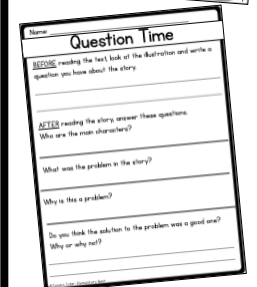 Name:
Question Time
BEFORE reading the text, look at the illustration and write a
question you have about the story.
AFTER reading the story, answer these questions.
Who are the main characters?
What was the problem in the story?
Why is this a problem?
Do you think the solution to the problem was a good one?
Why or why not?